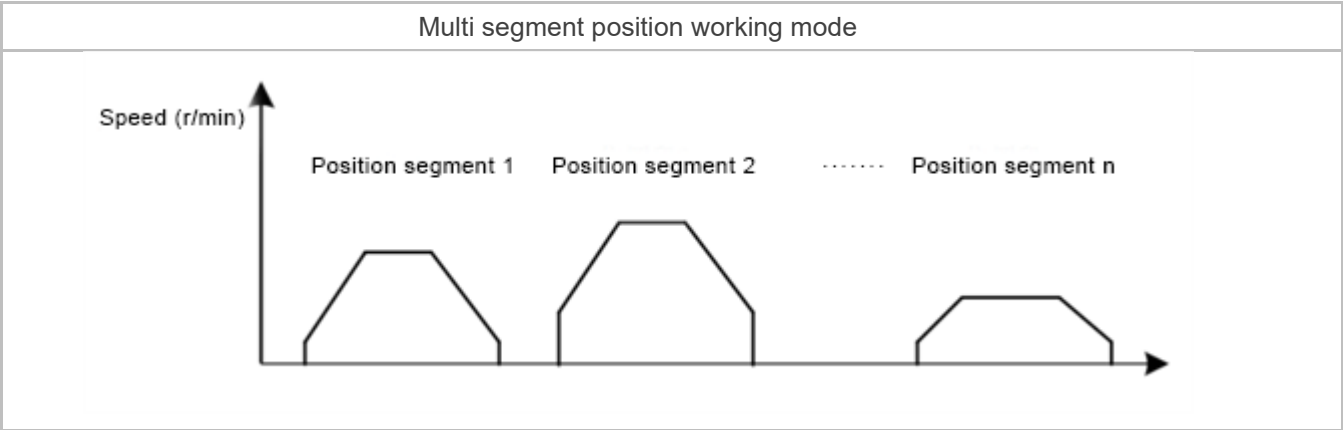 Multi segment position working mode
Speed (r/min)
Position segment 1 Position segment 2 ······· Position segment n